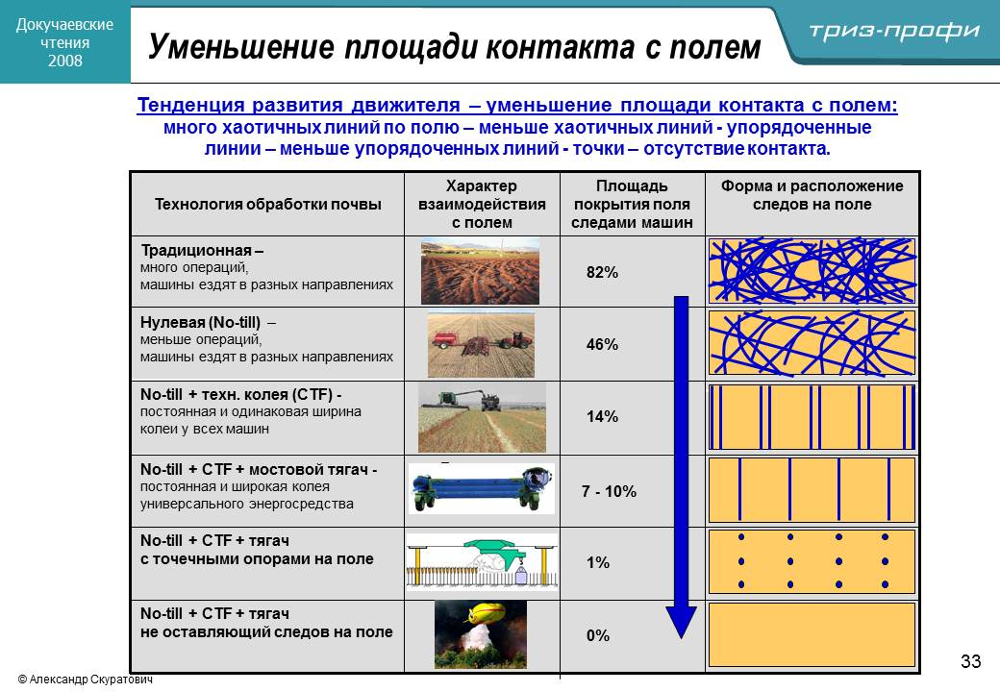 Докучаевские
чтения
2008
Уменьшение площади контакта с полем
триз-профи
Тенденция развития движителя – уменьшение площади контакта с полем:
много хаотичных линий по полю – меньше хаотичных линий - упорядоченные
линии – меньше упорядоченных линий - точки – отсутствие контакта.
Технология обработки почвы
Характер
взаимодействия
с полем
Площадь
покрытия поля
следами машин
Форма и расположение
следов на поле
Традиционная –
много операций,
машины ездят в разных направлениях
82%
Нулевая (No-till) –
меньше операций,
машины ездят в разных направлениях
46%
No-till + техн. колея (CTF) -
постоянная и одинаковая ширина
колеи у всех машин
14%
No-till + CTF + мостовой тягач -
постоянная и широкая колея
универсального энергосредства
7 - 10%
No-till + CTF + тягач
с точечными опорами на поле
1%
No-till + CTF + тягач
не оставляющий следов на поле
0%
33
© Александр Скуратович